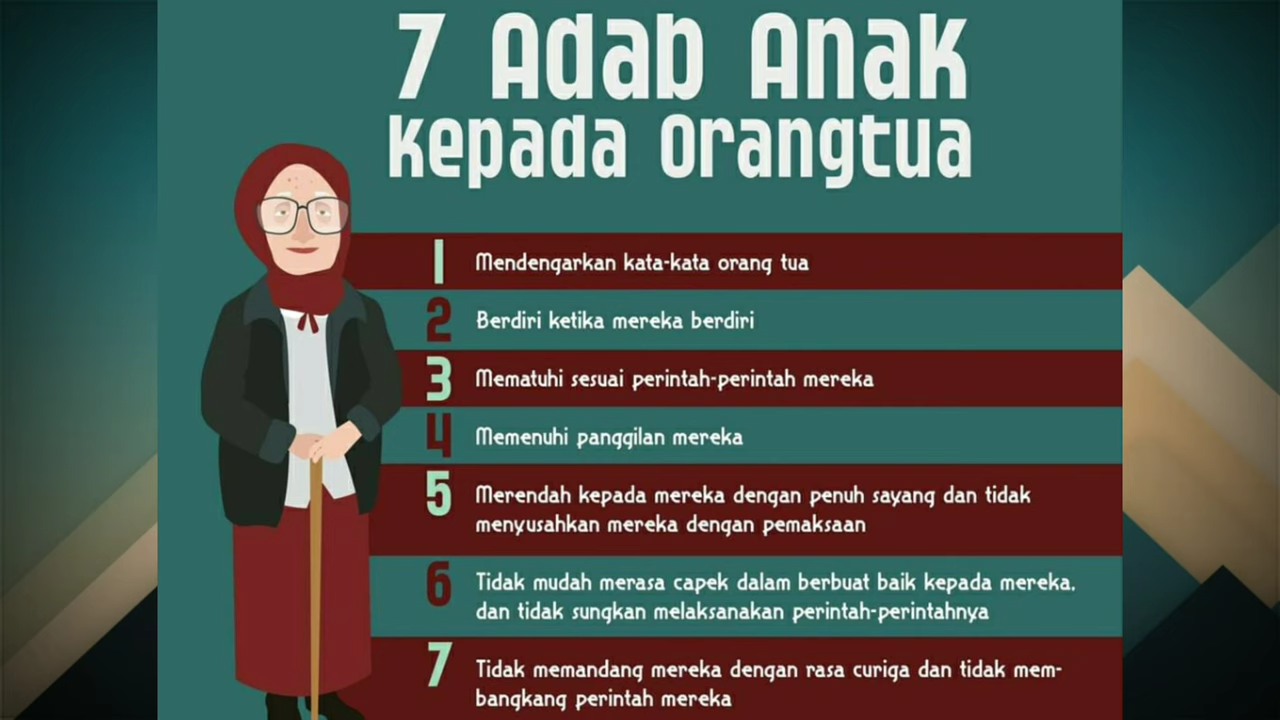 7 Adab Anak
kepada Orangtua
1 Mendengarkan kata-kata orang tua
2 Berdiri ketika mereka berdiri
3 Mematuhi sesuai perintah-perintah mereka
4 Memenuhi panggilan mereka
5 Merendah kepada mereka dengan penuh sayang dan tidak
menyusahkan mereka dengan pemaksaan
6 Tidak mudah merasa capek dalam berbuat baik kepada mereka,
dan tidak sungkan melaksanakan perintah-perintahnya
7 Tidak memandang mereka dengan rasa curiga dan tidak mem-
bangkang perintah mereka